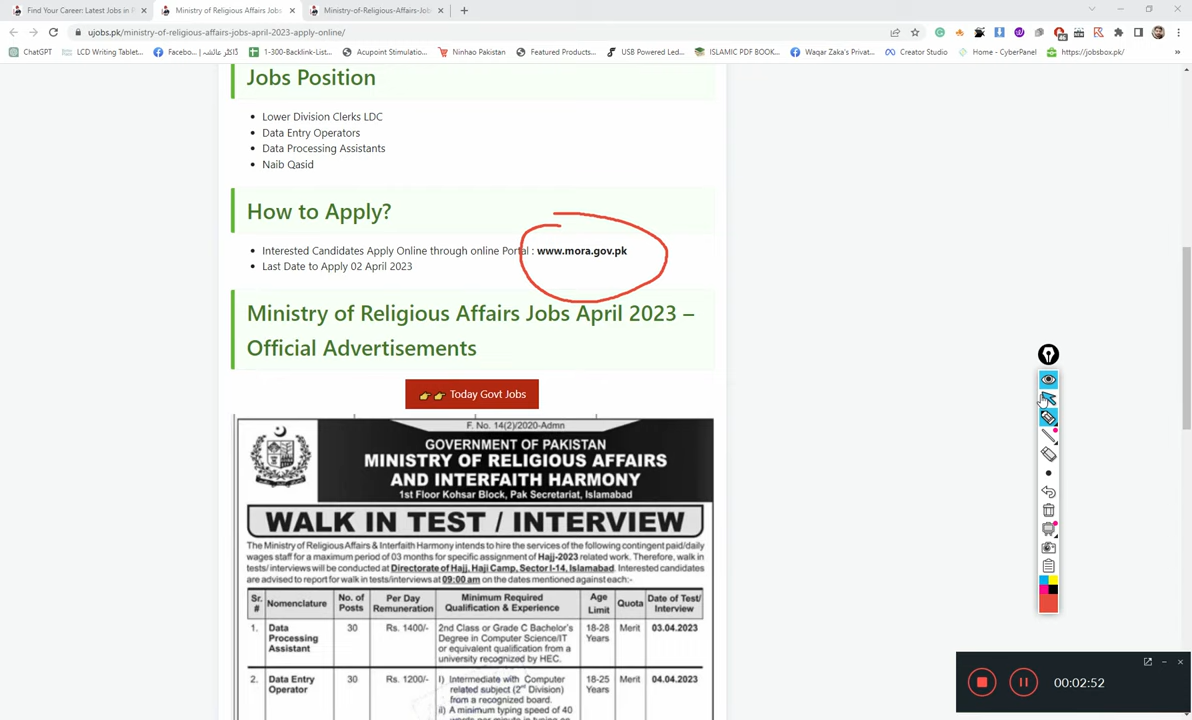 Find Your Career: Latest Jobs in P
Ministry of Religious Affairs Jobs
Ministry-of-Religious-Affairs-Job
ujobs.pk/ministry-of-religious-affairs-jobs-april-2023-apply-online/
ChatGPT
LCD Writing Tablet...
Facebo...
1-300-Backlink-List...
Acupoint Stimulatio...
Ninhao Pakistan
Featured Products...
USB Powered Led...
ISLAMIC PDF BOOK...
Waqar Zaka's Privat...
Creator Studio
Home - CyberPanel
https://jobsbox.pk/
Jobs Position
Lower Division Clerks LDC
Data Entry Operators
Data Processing Assistants
Naib Qasid
How to Apply?
Interested Candidates Apply Online through online Portal : www.mora.gov.pk
Last Date to Apply 02 April 2023
Ministry of Religious Affairs Jobs April 2023 –
Official Advertisements
Today Govt Jobs
F. No. 14(2)/2020-Admn
GOVERNMENT OF PAKISTAN
MINISTRY OF RELIGIOUS AFFAIRS
AND INTERFAITH HARMONY
1st Floor Kohsar Block, Pak Secretariat, Islamabad
WALK IN TEST / INTERVIEW
The Ministry of Religious Affairs & Interfaith Harmony intends to hire the services of the following contingent paid/daily
wages staff for a maximum period of 03 months for specific assignment of Hajj-2023 related work. Therefore, walk in
tests/ interviews will be conducted at Directorate of Hajj, Haji Camp, Sector I-14, Islamabad. Interested candidates
are advised to report for walk in tests/interviews at 09:00 am on the dates mentioned against each:-
Sr. # Nomenclature No. of Posts Per Day Remuneration Minimum Required Qualification & Experience Age Limit Quota Date of Test/ Interview
1. Data Processing Assistant 30 Rs. 1400/- 2nd Class or Grade C Bachelor's Degree in Computer Science/IT or equivalent qualification from a university recognized by HEC. 18-28 Years Merit 03.04.2023
2. Data Entry Operator 30 Rs. 1200/- i) Intermediate with Computer related subject (2nd Division) from a recognized board. 18-25 Years Merit 04.04.2023
ii) A minimum typing speed of 40
00:02:52